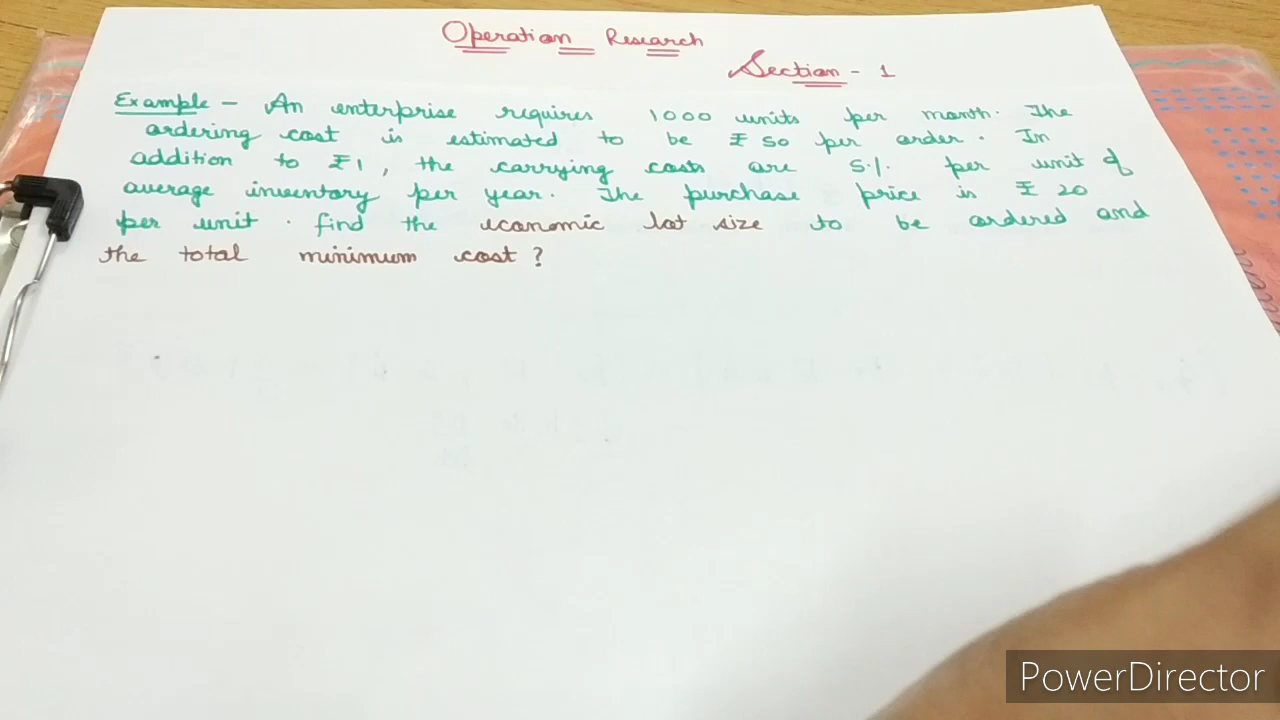 Operation Research
Section - 1
Example - An enterprise requires 1000 units per month. The
ordering cost is estimated to be ₹ 50 per order. In
addition to ₹1, the carrying costs are 5% per unit of
average inventory per year. The purchase price is ₹ 20
per unit. find the economic lot size to be ordered and
the total minimum cost?
PowerDirector